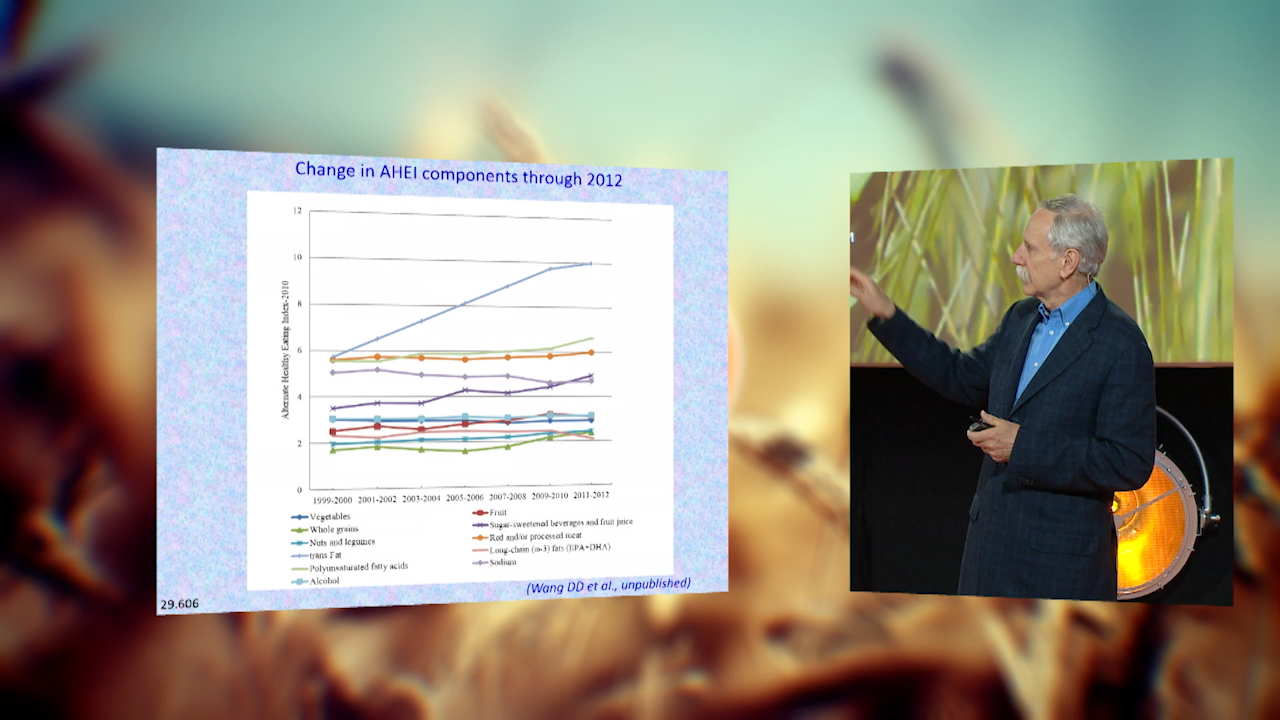 Change in AHEI components through 2012
12
10
8
6
4
2
0
Alternate Healthy Eating Index-2010
1999-2000 2001-2002 2003-2004 2005-2006 2007-2008 2009-2010 2011-2012
Vegetables
Fruit
Whole grains
Sugar-sweetened beverages and fruit juice
Nuts and legumes
Red and/or processed meat
trans Fat
Long-chain (ω-3) fats (EPA+DHA)
Polyunsaturated fatty acids
Sodium
Alcohol
(Wang DD et al., unpublished)
29.606